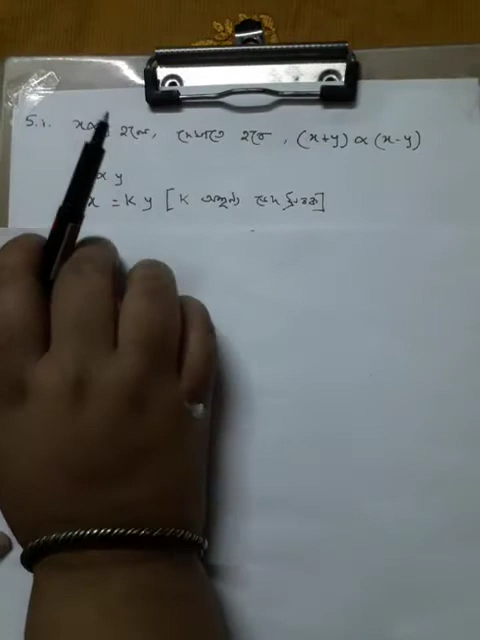 5.1. x∝y হলে, দেখাতে হবে, (x+y) ∝ (x-y)
∝ y
x = ky [k অশূন্য ভেদ ধ্রুবক]